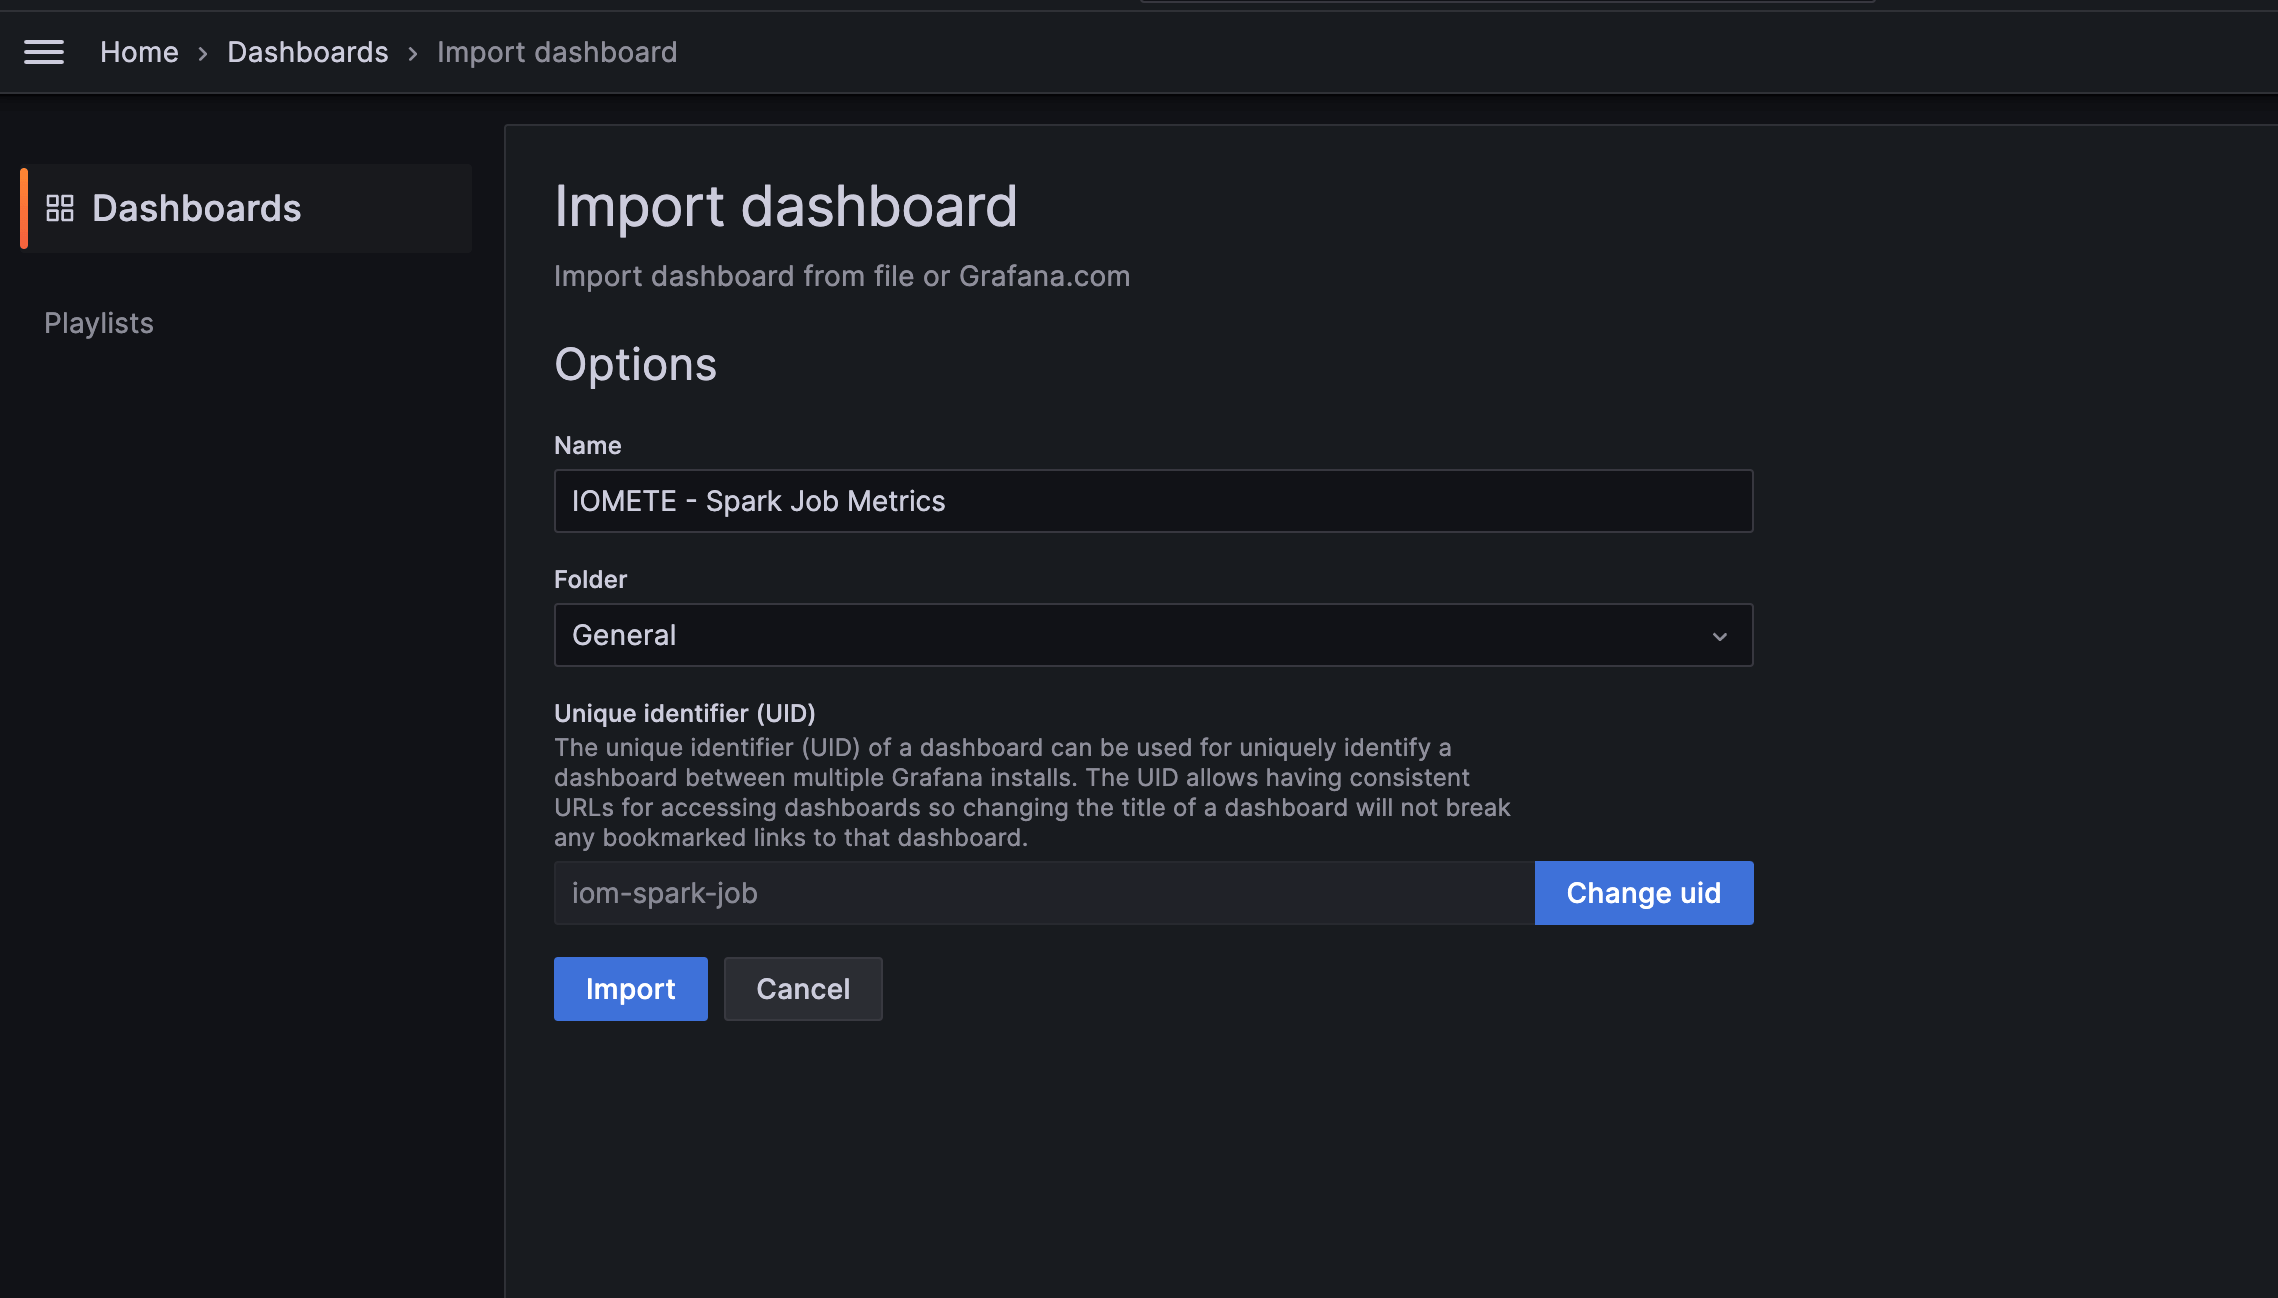 Home › Dashboards › Import dashboard
Dashboards
Playlists
Import dashboard
Import dashboard from file or Grafana.com
Options
Name
IOMETE - Spark Job Metrics
Folder
General
Unique identifier (UID)
The unique identifier (UID) of a dashboard can be used for uniquely identify a
dashboard between multiple Grafana installs. The UID allows having consistent
URLs for accessing dashboards so changing the title of a dashboard will not break
any bookmarked links to that dashboard.
iom-spark-job
Change uid
Import
Cancel